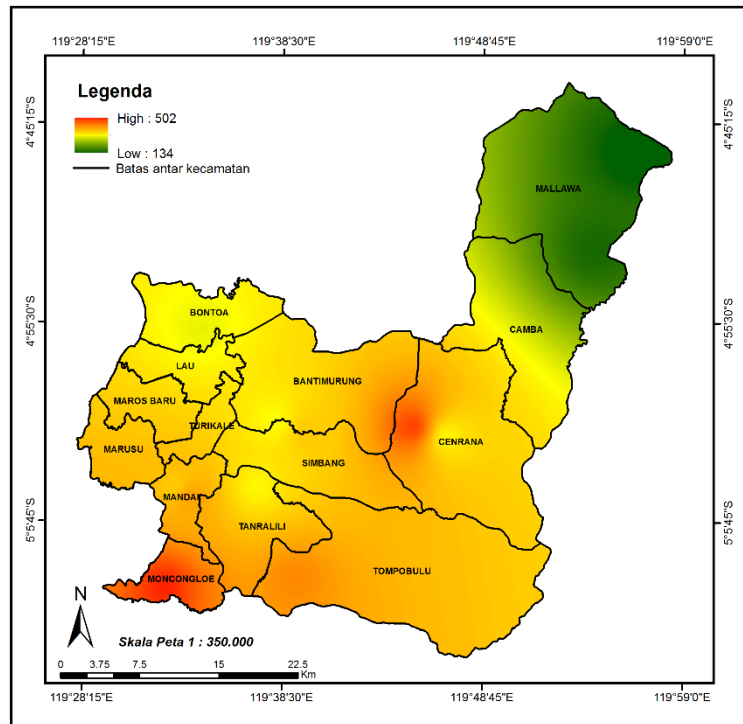 119°28'15"E 119°38'30"E 119°48'45"E 119°59'0"E
4°45'15"S 4°45'15"S
Legenda
High : 502
Low : 134
Batas antar kecamatan
MALLAWA
BONTOA
4°55'30"S 4°55'30"S
CAMBA
LAU
BANTIMURUNG
MAROS BARU
TURIKALE
MARUSU
CENRANA
SIMBANG
MANDAI
5°5'45"S 5°5'45"S
TANRALILI
TOMPOBULU
MONCONGLOE
N
Skala Peta 1 : 350.000
0 3.75 7.5 15 22.5
Km
119°28'15"E 119°38'30"E 119°48'45"E 119°59'0"E